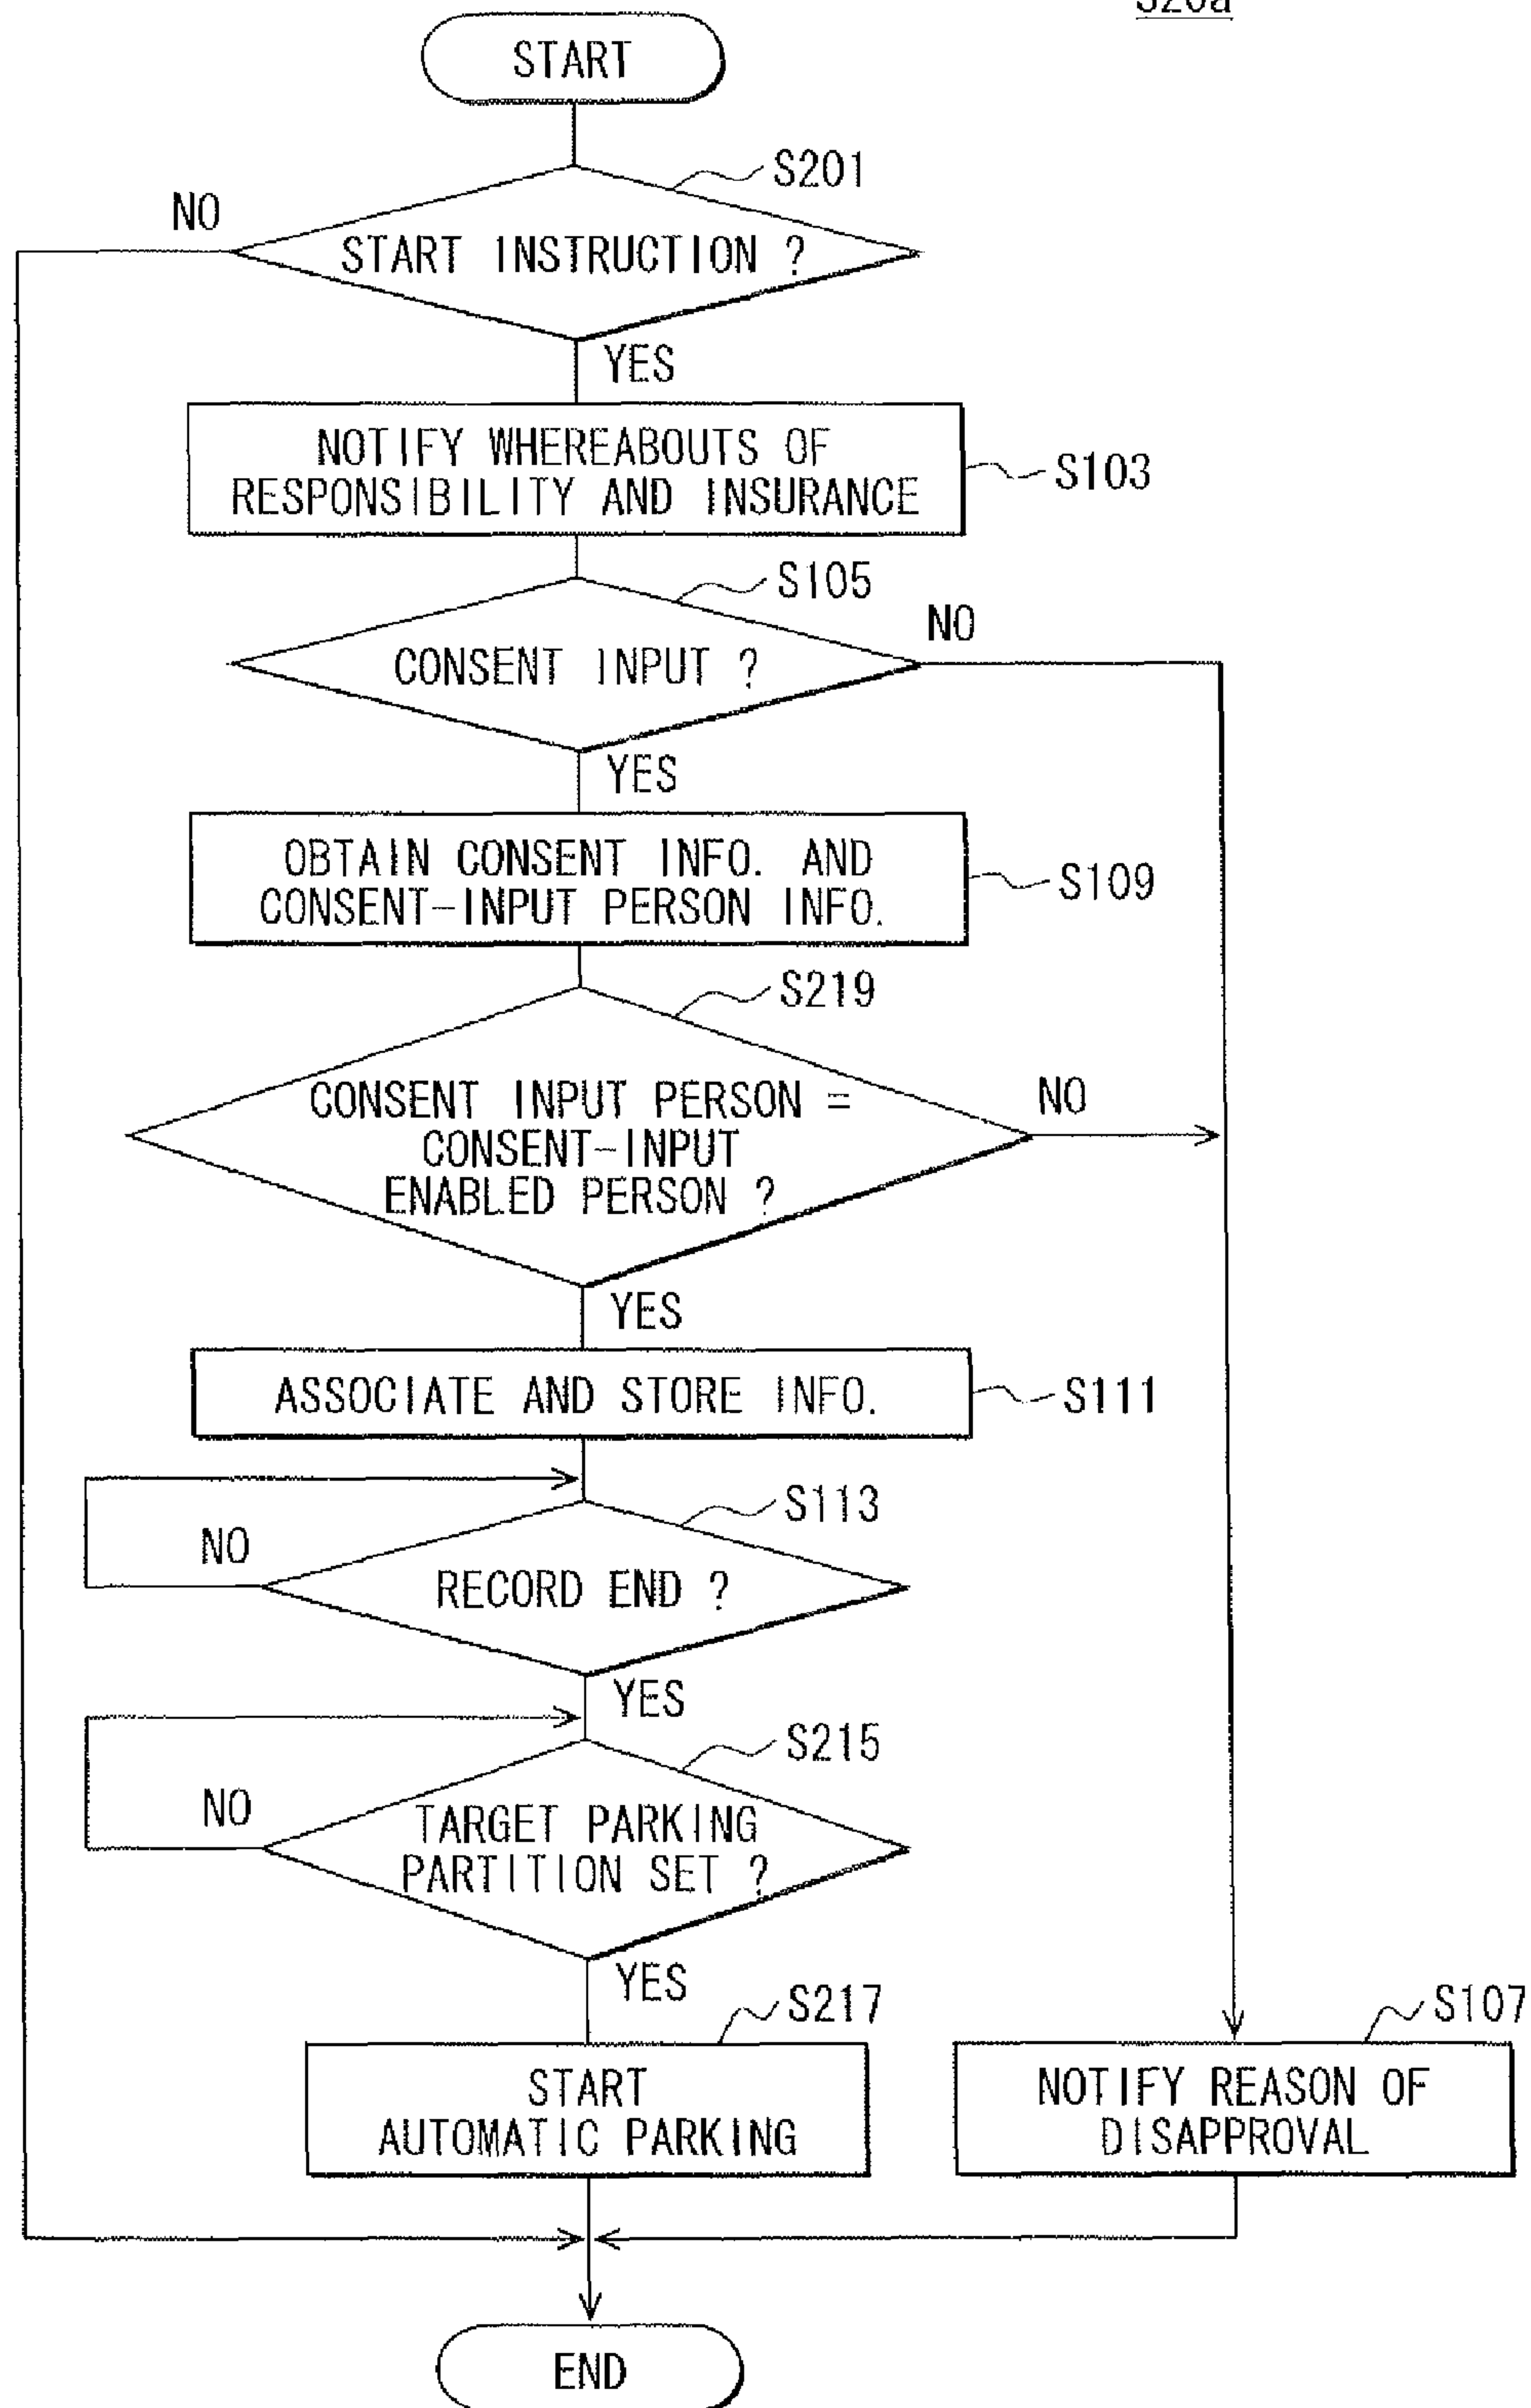 START
S201
NO
START INSTRUCTION ?
YES
NOTIFY WHEREABOUTS OF
RESPONSIBILITY AND INSURANCE
S103
S105
NO
CONSENT INPUT ?
YES
OBTAIN CONSENT INFO. AND
CONSENT-INPUT PERSON INFO.
S109
S219
CONSENT INPUT PERSON =
CONSENT-INPUT
ENABLED PERSON ?
NO
YES
ASSOCIATE AND STORE INFO.
S111
S113
NO
RECORD END ?
YES
S215
NO
TARGET PARKING
PARTITION SET ?
YES
S217
START
AUTOMATIC PARKING
S107
NOTIFY REASON OF
DISAPPROVAL
END